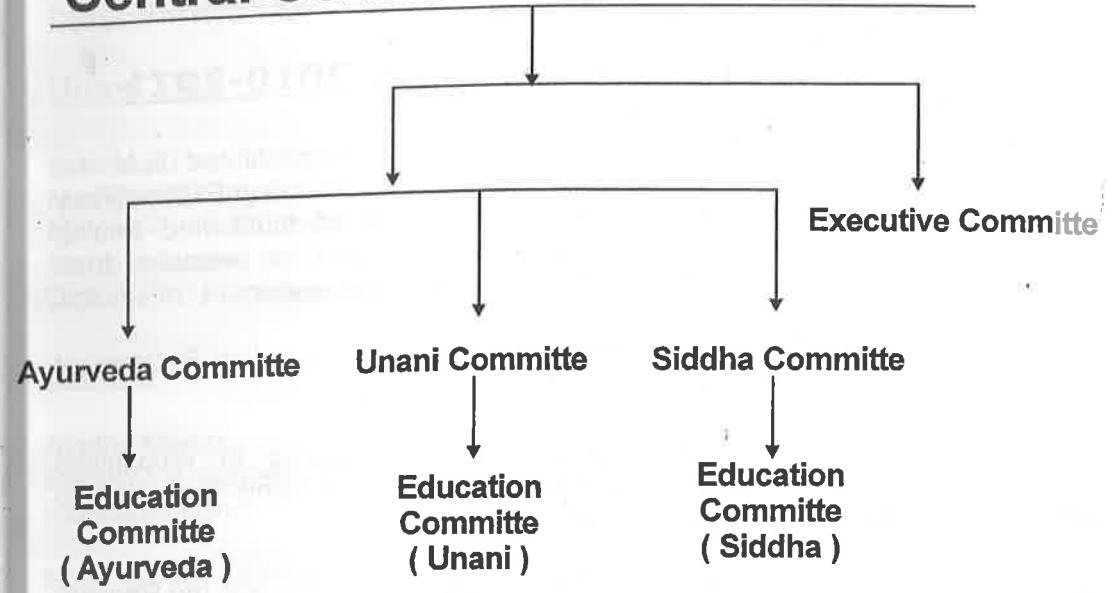 Central
Executive Committe
Ayurveda Committe
Unani Committe
Siddha Committe
Education
Committe
( Ayurveda )
Education
Committe
( Unani )
Education
Committe
( Siddha )